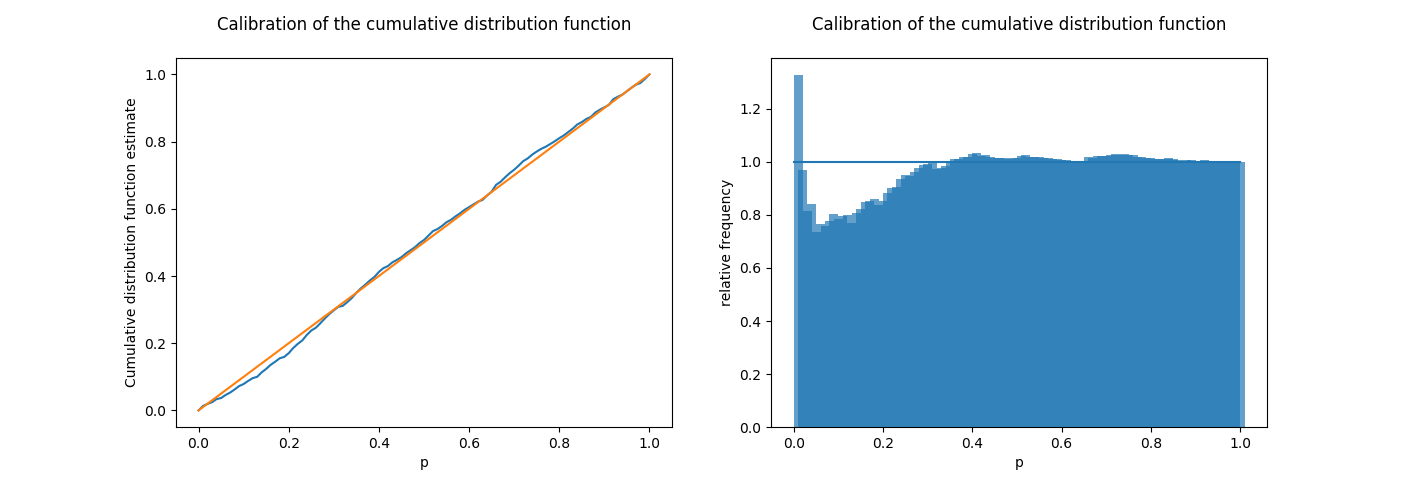 Calibration of the cumulative distribution function
Cumulative distribution function estimate
1.0
0.8
0.6
0.4
0.2
0.0
0.0 0.2 0.4 0.6 0.8 1.0
p
Calibration of the cumulative distribution function
relative frequency
1.2
1.0
0.8
0.6
0.4
0.2
0.0
0.0 0.2 0.4 0.6 0.8 1.0
p